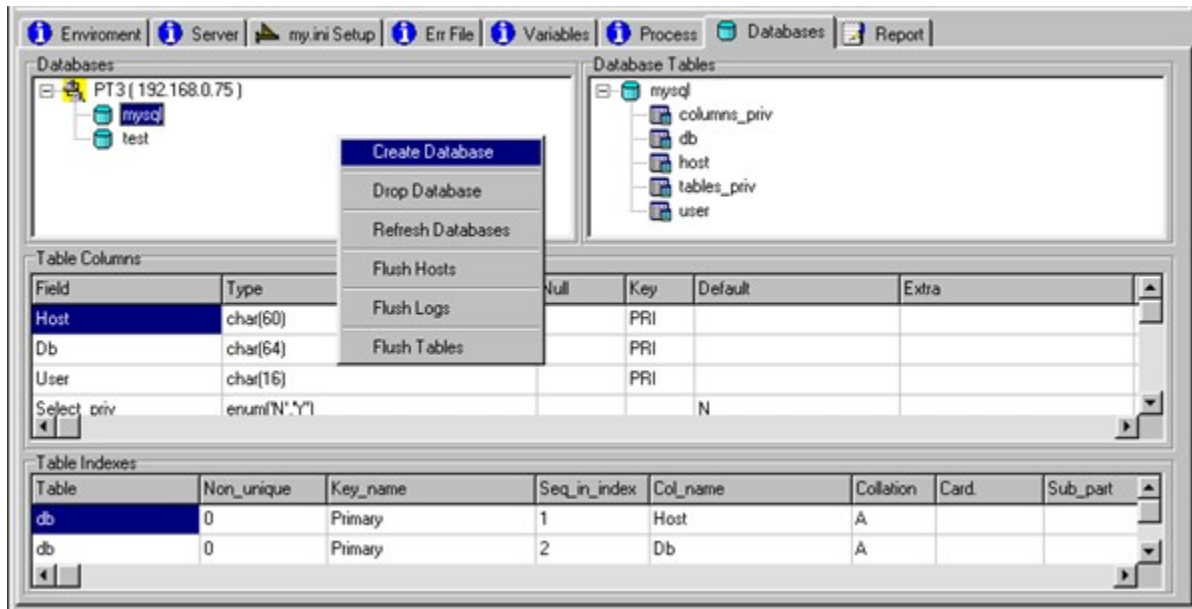 Enviroment Server my.ini Setup Err File Variables Process Databases Report
Databases
PT3 ( 192.168.0.75 )
mysql
test
Create Database
Drop Database
Refresh Databases
Flush Hosts
Flush Logs
Flush Tables
Database Tables
mysql
columns_priv
db
host
tables_priv
user
Table Columns
Field Type Null Key Default Extra
Host char(60) PRI
Db char(64) PRI
User char(16) PRI
Select_priv enum('N','Y') N
Table Indexes
Table Non_unique Key_name Seq_in_index Col_name Collation Card. Sub_part
db 0 Primary 1 Host A
db 0 Primary 2 Db A